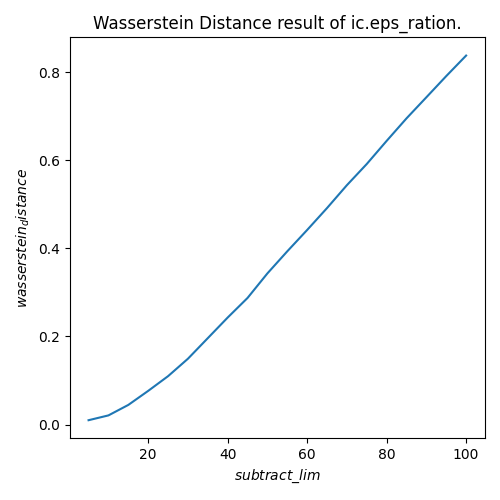 Wasserstein Distance result of ic.eps_ration.
wasserstein_distance
0.8
0.6
0.4
0.2
0.0
20 40 60 80 100
subtract_lim